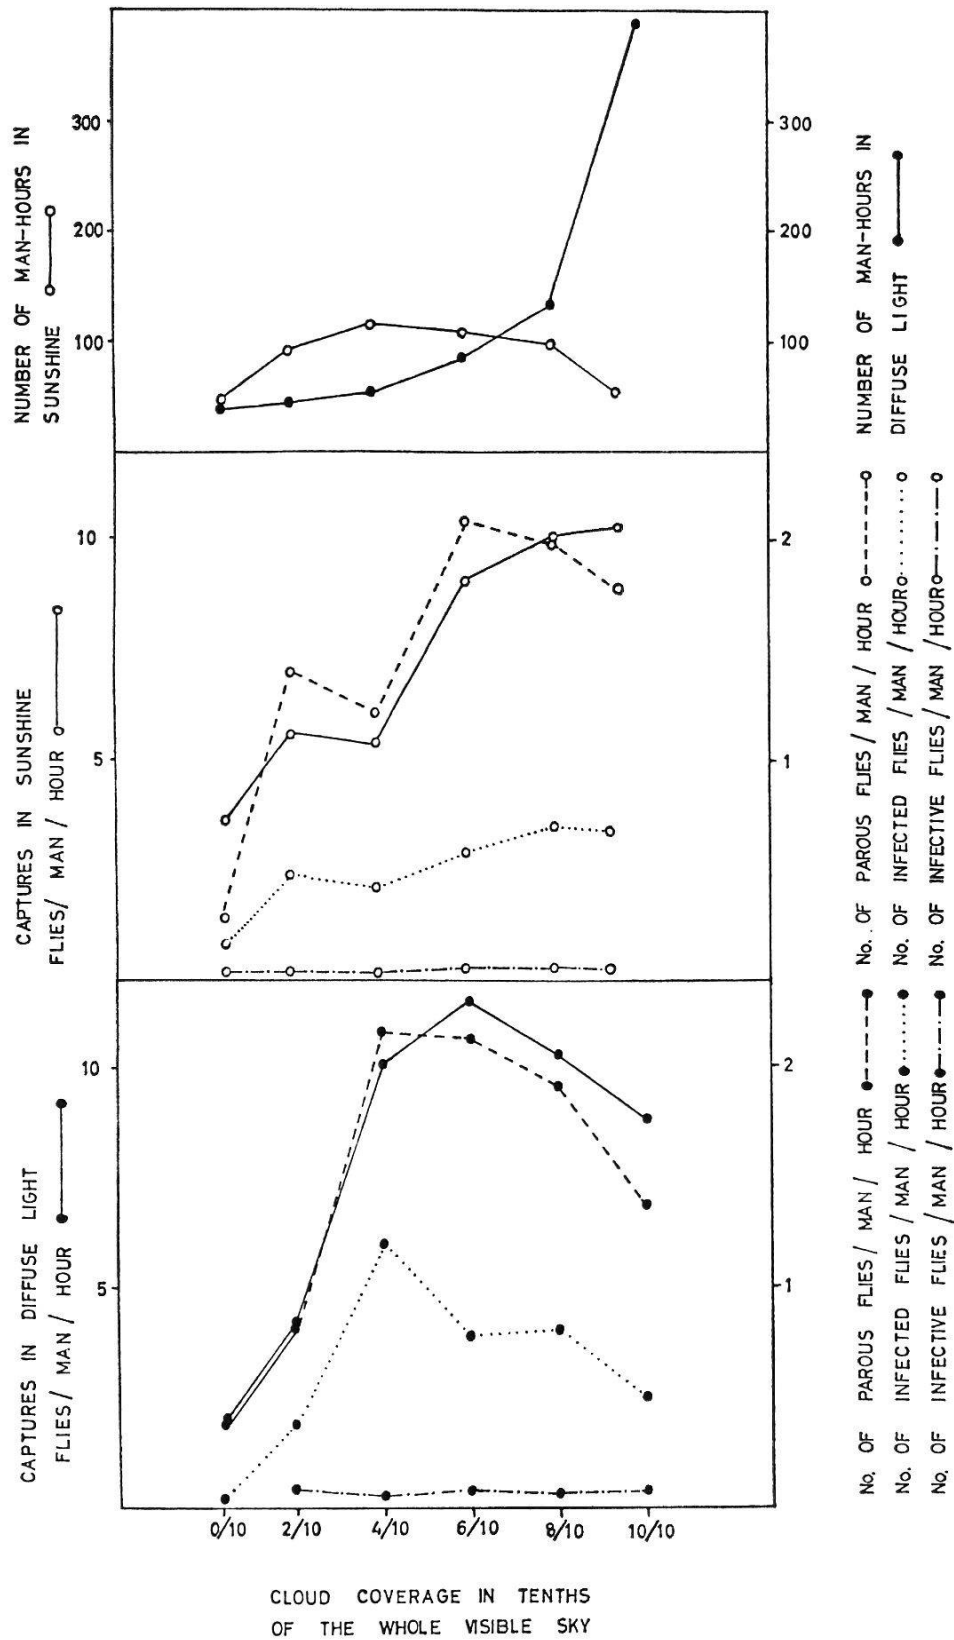 NUMBER OF MAN-HOURS IN
SUNSHINE
300
200
100
300
200
100
NUMBER OF MAN-HOURS IN
DIFFUSE LIGHT
CAPTURES IN SUNSHINE
FLIES/ MAN / HOUR
10
5
2
1
No. OF PAROUS FLIES / MAN / HOUR
No. OF INFECTED FLIES / MAN / HOUR
No. OF INFECTIVE FLIES / MAN / HOUR
CAPTURES IN DIFFUSE LIGHT
FLIES/ MAN / HOUR
10
5
2
1
No. OF PAROUS FLIES/ MAN / HOUR
No. OF INFECTED FLIES / MAN / HOUR
No. OF INFECTIVE FLIES / MAN / HOUR
0/10 2/10 4/10 6/10 8/10 10/10
CLOUD COVERAGE IN TENTHS
OF THE WHOLE VISIBLE SKY